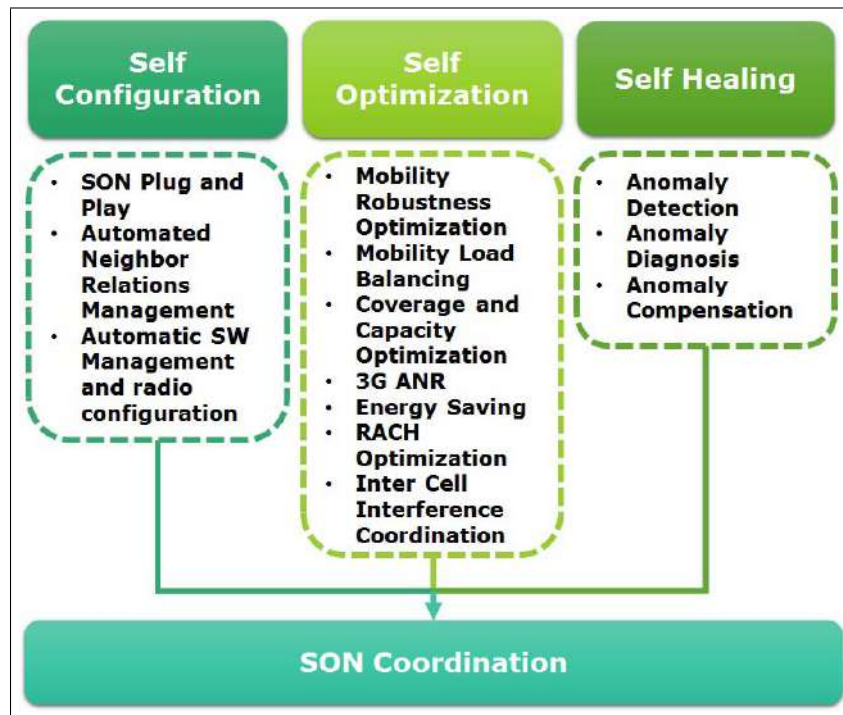 Self
Configuration
Self
Optimization
Self Healing
• SON Plug and
Play
• Automated
Neighbor
Relations
Management
• Automatic SW
Management
and radio
configuration
• Mobility
Robustness
Optimization
• Mobility Load
Balancing
• Coverage and
Capacity
Optimization
• 3G ANR
• Energy Saving
• RACH
Optimization
• Inter Cell
Interference
Coordination
• Anomaly
Detection
• Anomaly
Diagnosis
• Anomaly
Compensation
SON Coordination